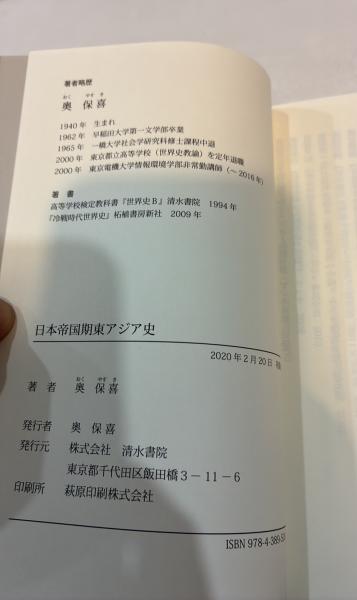 著者略歴
おく やす き
奥 保喜
1940年 生まれ
1962年 早稲田大学第一文学部卒業
1965年 一橋大学社会学研究科修士課程中退
2000年 東京都立高等学校（世界史教諭）を定年退職
2000年 東京電機大学情報環境学部非常勤講師（～2016年）
著書
高等学校検定教科書『世界史B』清水書院 1994年
『冷戦時代世界史』柘植書房新社 2009年
日本帝国期東アジア史
2020年2月20日
おく やす き
著者 奥保喜
発行者 奥保喜
発行元 株式会社 清水書院
東京都千代田区飯田橋3－11－6
印刷所 萩原印刷株式会社
ISBN 978-4-389-5